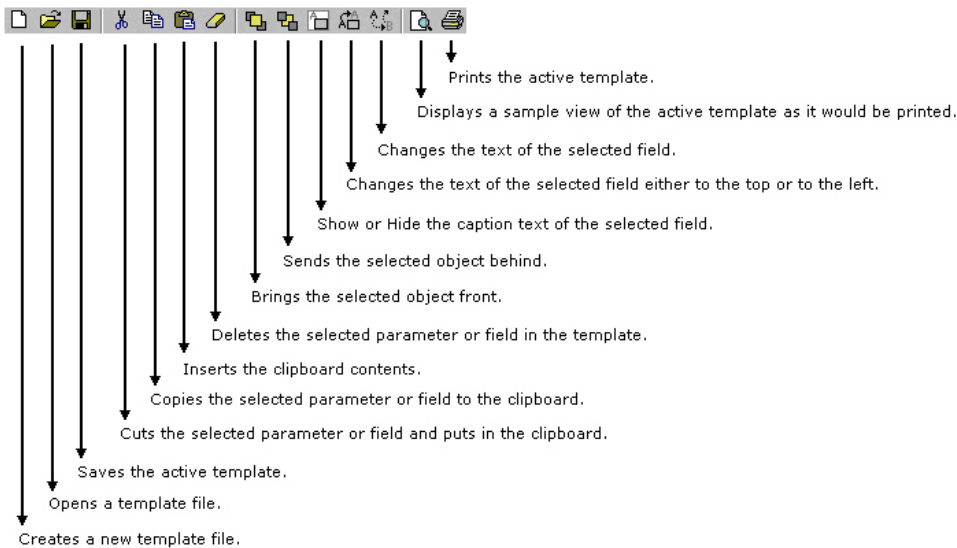 Prints the active template.
Displays a sample view of the active template as it would be printed.
Changes the text of the selected field.
Changes the text of the selected field either to the top or to the left.
Show or Hide the caption text of the selected field.
Sends the selected object behind.
Brings the selected object front.
Deletes the selected parameter or field in the template.
Inserts the clipboard contents.
Copies the selected parameter or field to the clipboard.
Cuts the selected parameter or field and puts in the clipboard.
Saves the active template.
Opens a template file.
Creates a new template file.